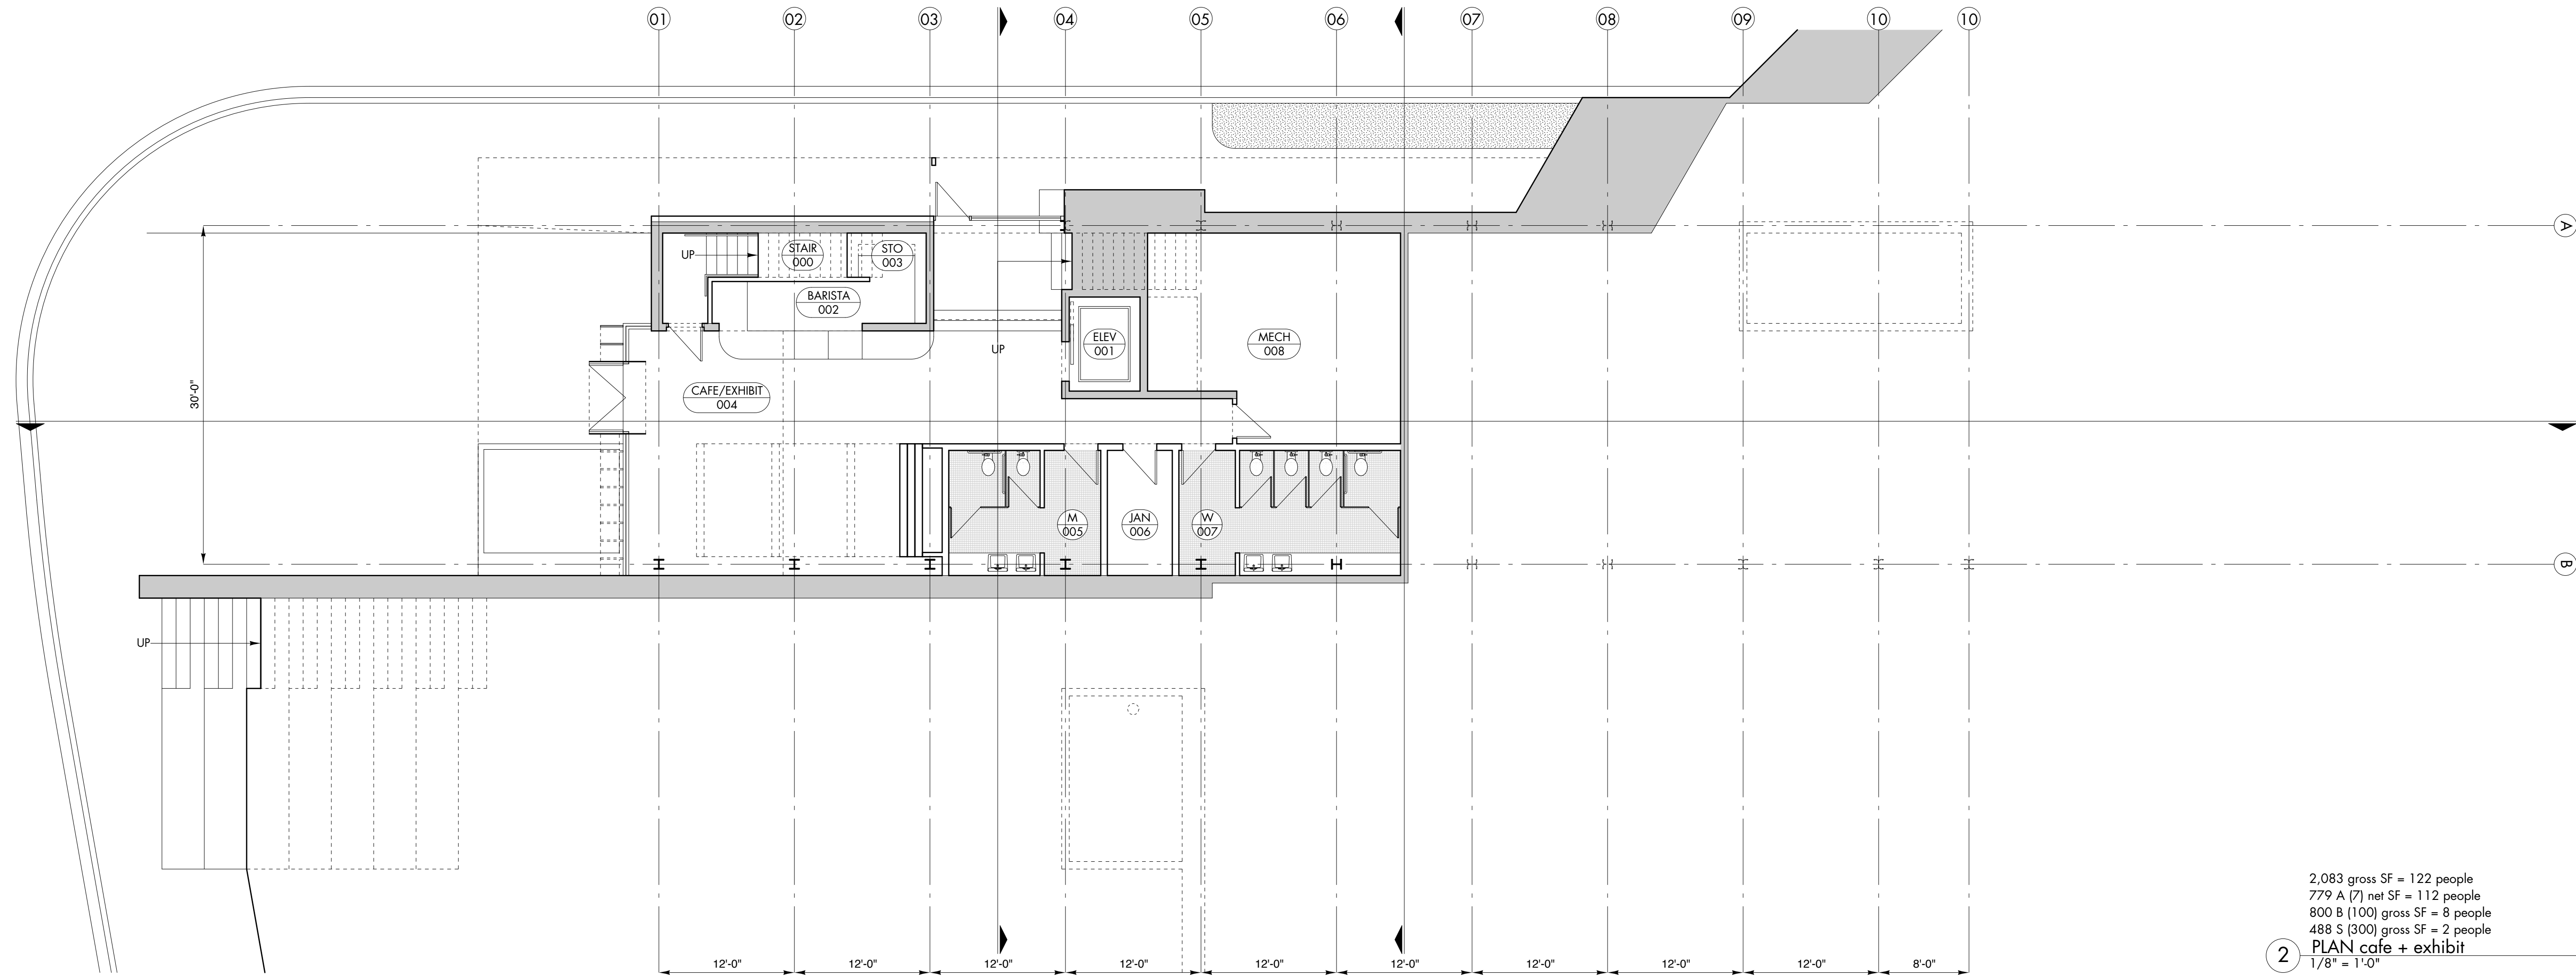 01 02 03 04 05 06 07 08 09 10 10
A
UP
STAIR
000
STO
003
BARISTA
002
UP
ELEV
001
MECH
008
CAFE/EXHIBIT
004
30'-0"
M
005
JAN
006
W
007
B
UP
2,083 gross SF = 122 people
779 A (7) net SF = 112 people
800 B (100) gross SF = 8 people
488 S (300) gross SF = 2 people
2
PLAN cafe + exhibit
1/8" = 1'-0"
12'-0" 12'-0" 12'-0" 12'-0" 12'-0" 12'-0" 12'-0" 12'-0" 12'-0" 8'-0"